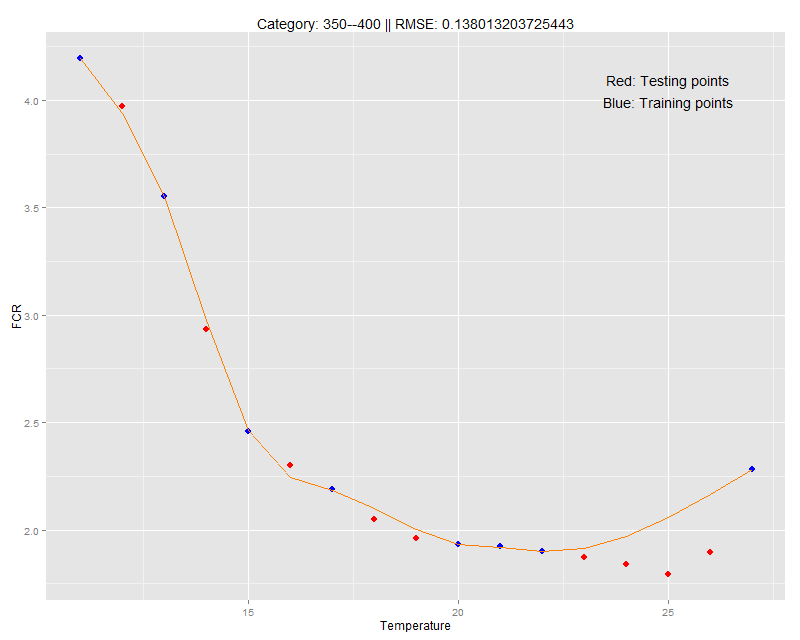 Category: 350--400 || RMSE: 0.138013203725443
Red: Testing points
Blue: Training points
4.0
3.5
3.0
2.5
2.0
FCR
15
20
25
Temperature